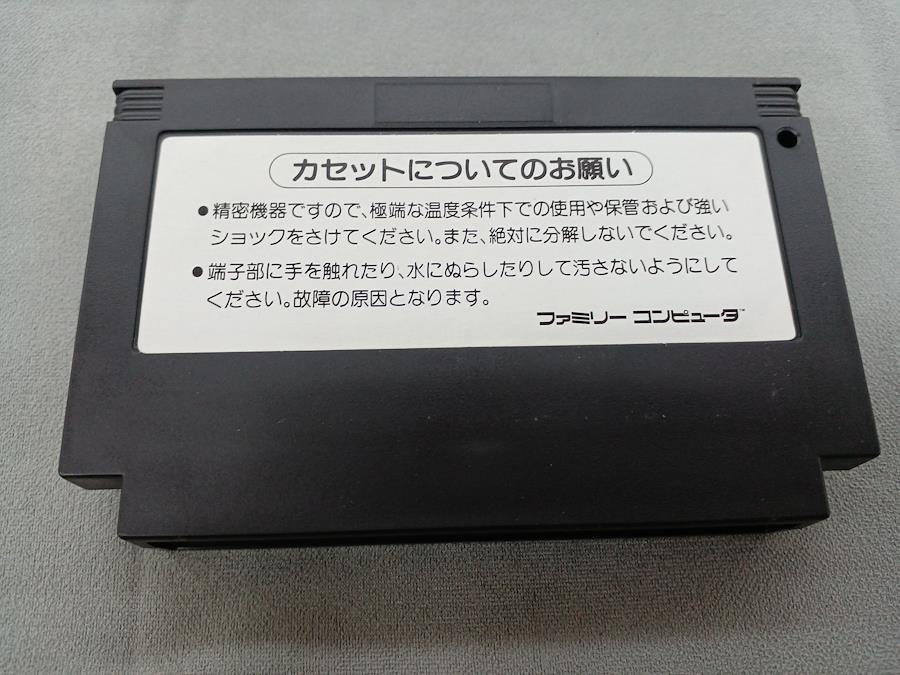 カセットについてのお願い
●精密機器ですので、極端な温度条件下での使用や保管および強い
ショックをさけてください。また、絶対に分解しないでください。
●端子部に手を触れたり、水にぬらしたりして汚さないようにして
ください。故障の原因となります。
ファミリー コンピュータ™